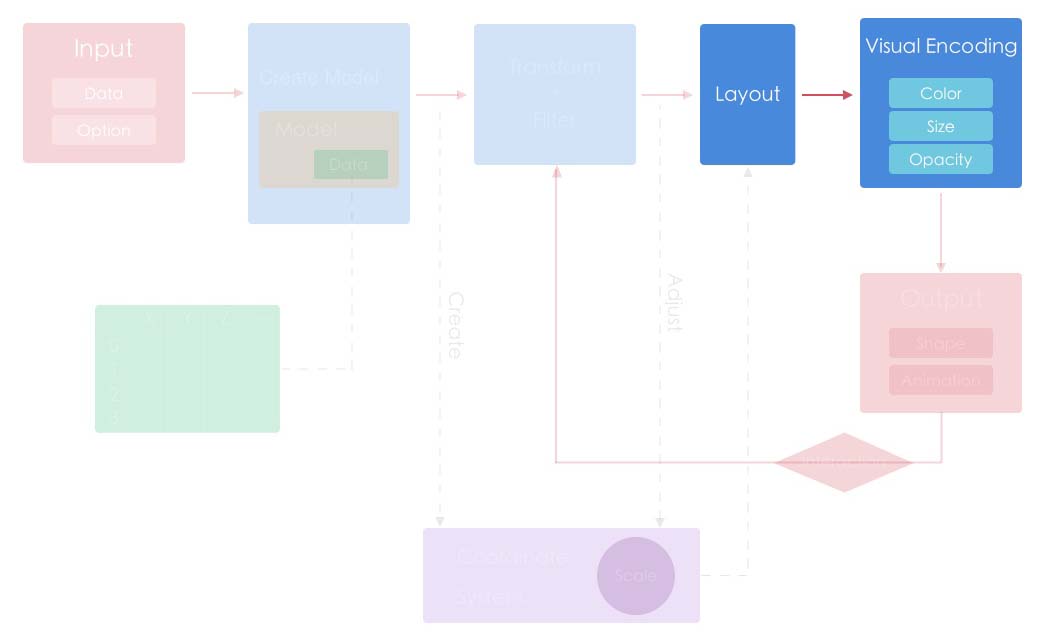 Input
Data
Option
Create Model
Model
Data
Transform
+
Filter
Layout
Visual Encoding
Color
Size
Opacity
Output
Shape
Animation
Interaction
Create
Adjust
X Y Z
0
1
2
3
Coordinate
System
Scale